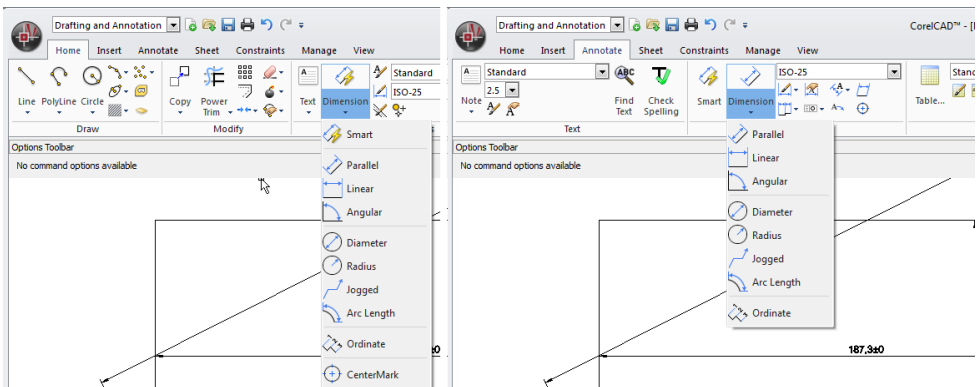 Drafting and Annotation
Home Insert Annotate Sheet Constraints Manage View
Standard
ISO-25
Line PolyLine Circle Copy Power Trim Text Dimension
Draw Modify
Options Toolbar
No command options available
Smart
Parallel
Linear
Angular
Diameter
Radius
Jogged
Arc Length
Ordinate
CenterMark
Drafting and Annotation CorelCAD™ - [
Home Insert Annotate Sheet Constraints Manage View
Standard ISO-25 Stand
2.5
Note Find Text Check Spelling Smart Dimension Table...
ABC
Text
Options Toolbar
No command options available
Parallel
Linear
Angular
Diameter
Radius
Jogged
Arc Length
Ordinate
187,3±0